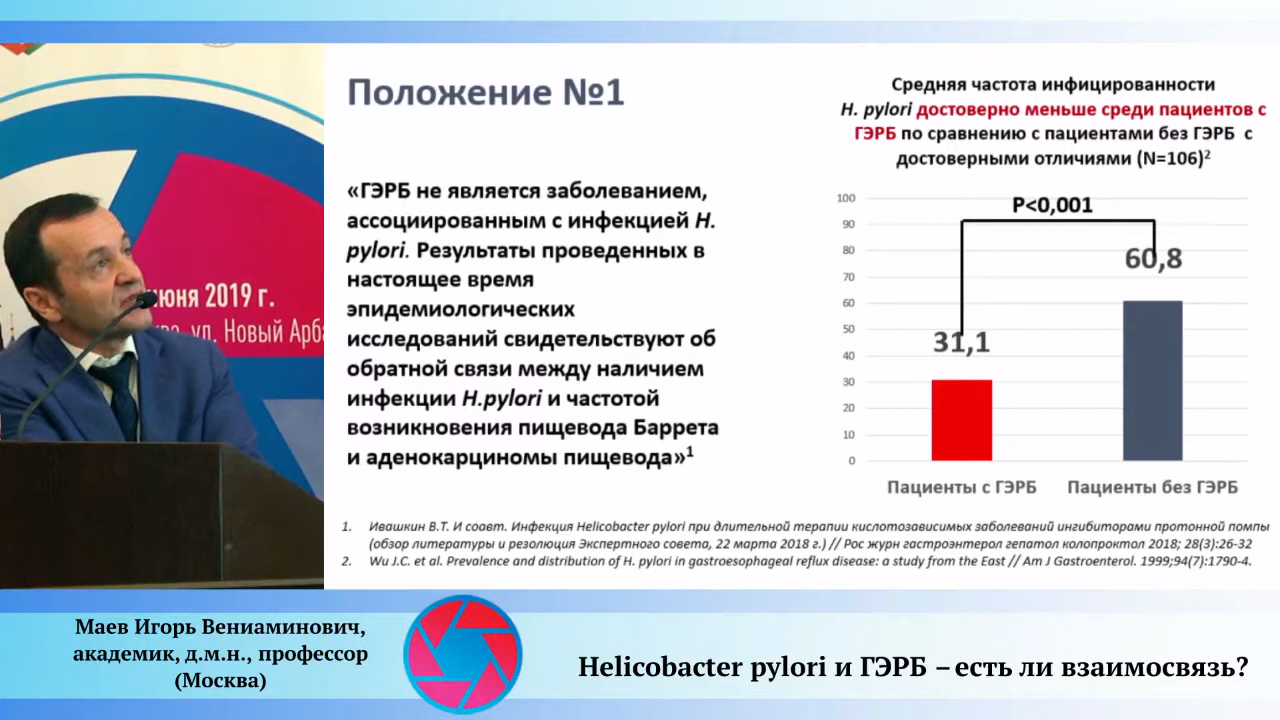 июня 2019 г.
ул. Новый Арба
Положение №1
«ГЭРБ не является заболеванием,
ассоциированным с инфекцией H.
pylori. Результаты проведенных в
настоящее время
эпидемиологических
исследований свидетельствуют об
обратной связи между наличием
инфекции H.pylori и частотой
возникновения пищевода Баррета
и аденокарциномы пищевода»1
Средняя частота инфицированности
H. pylori достоверно меньше среди пациентов с
ГЭРБ по сравнению с пациентами без ГЭРБ с
достоверными отличиями (N=106)2
100
90
80
70
60
50
40
30
20
10
0
P<0,001
31,1
60,8
Пациенты с ГЭРБ
Пациенты без ГЭРБ
1. Ивашкин В.Т. И соавт. Инфекция Helicobacter pylori при длительной терапии кислотозависимых заболеваний ингибиторами протонной помпы
(обзор литературы и резолюция Экспертного совета, 22 марта 2018 г.) // Рос журн гастроэнтерол гепатол колопроктол 2018; 28(3):26-32
2. Wu J.C. et al. Prevalence and distribution of H. pylori in gastroesophageal reflux disease: a study from the East // Am J Gastroenterol. 1999;94(7):1790-4.
Маев Игорь Вениаминович,
академик, д.м.н., профессор
(Москва)
Helicobacter pylori и ГЭРБ – есть ли взаимосвязь?